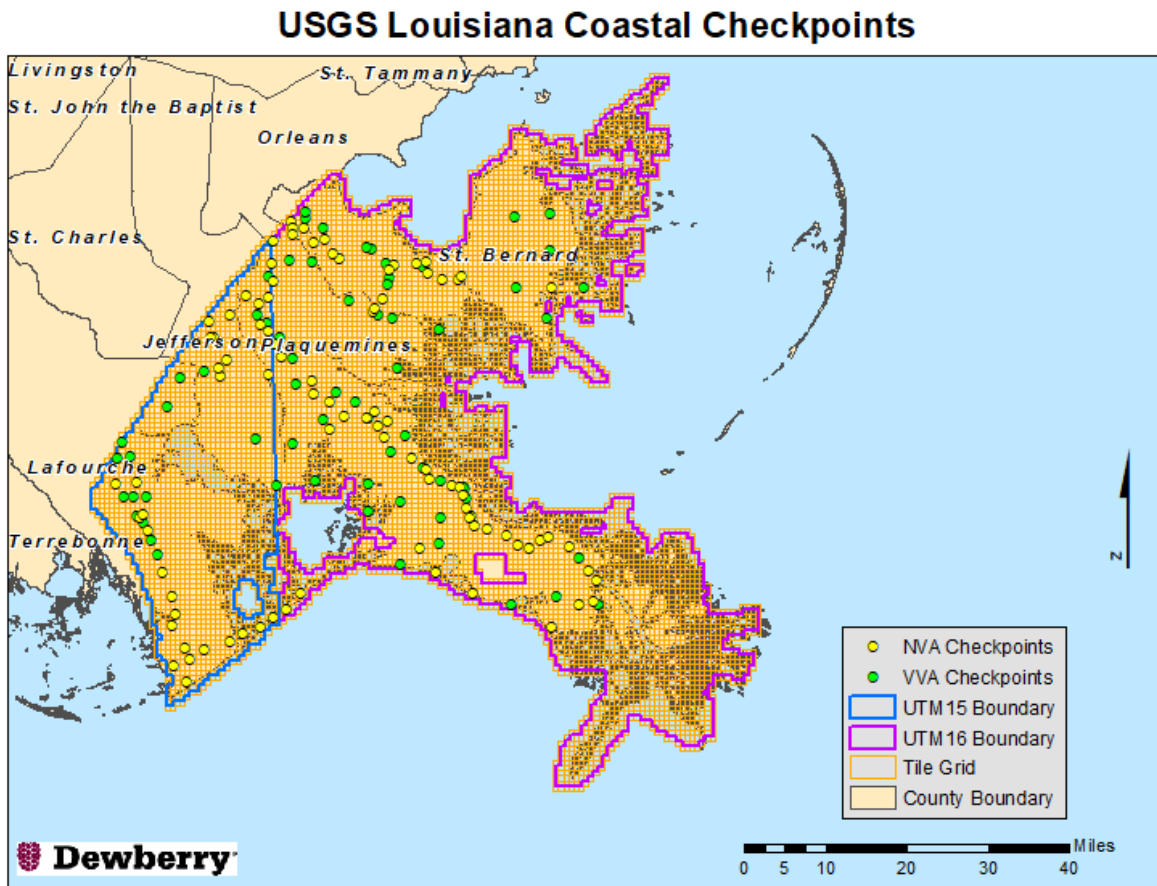 USGS Louisiana Coastal Checkpoints
Livingston
St. Tammany
St. John the Baptist
Orleans
St. Charles
St. Bernard
Jefferson
Plaquemines
Lafourche
Terrebonne
N
NVA Checkpoints
VVA Checkpoints
UTM15 Boundary
UTM16 Boundary
Tile Grid
County Boundary
Dewberry
Miles
0 5 10 20 30 40